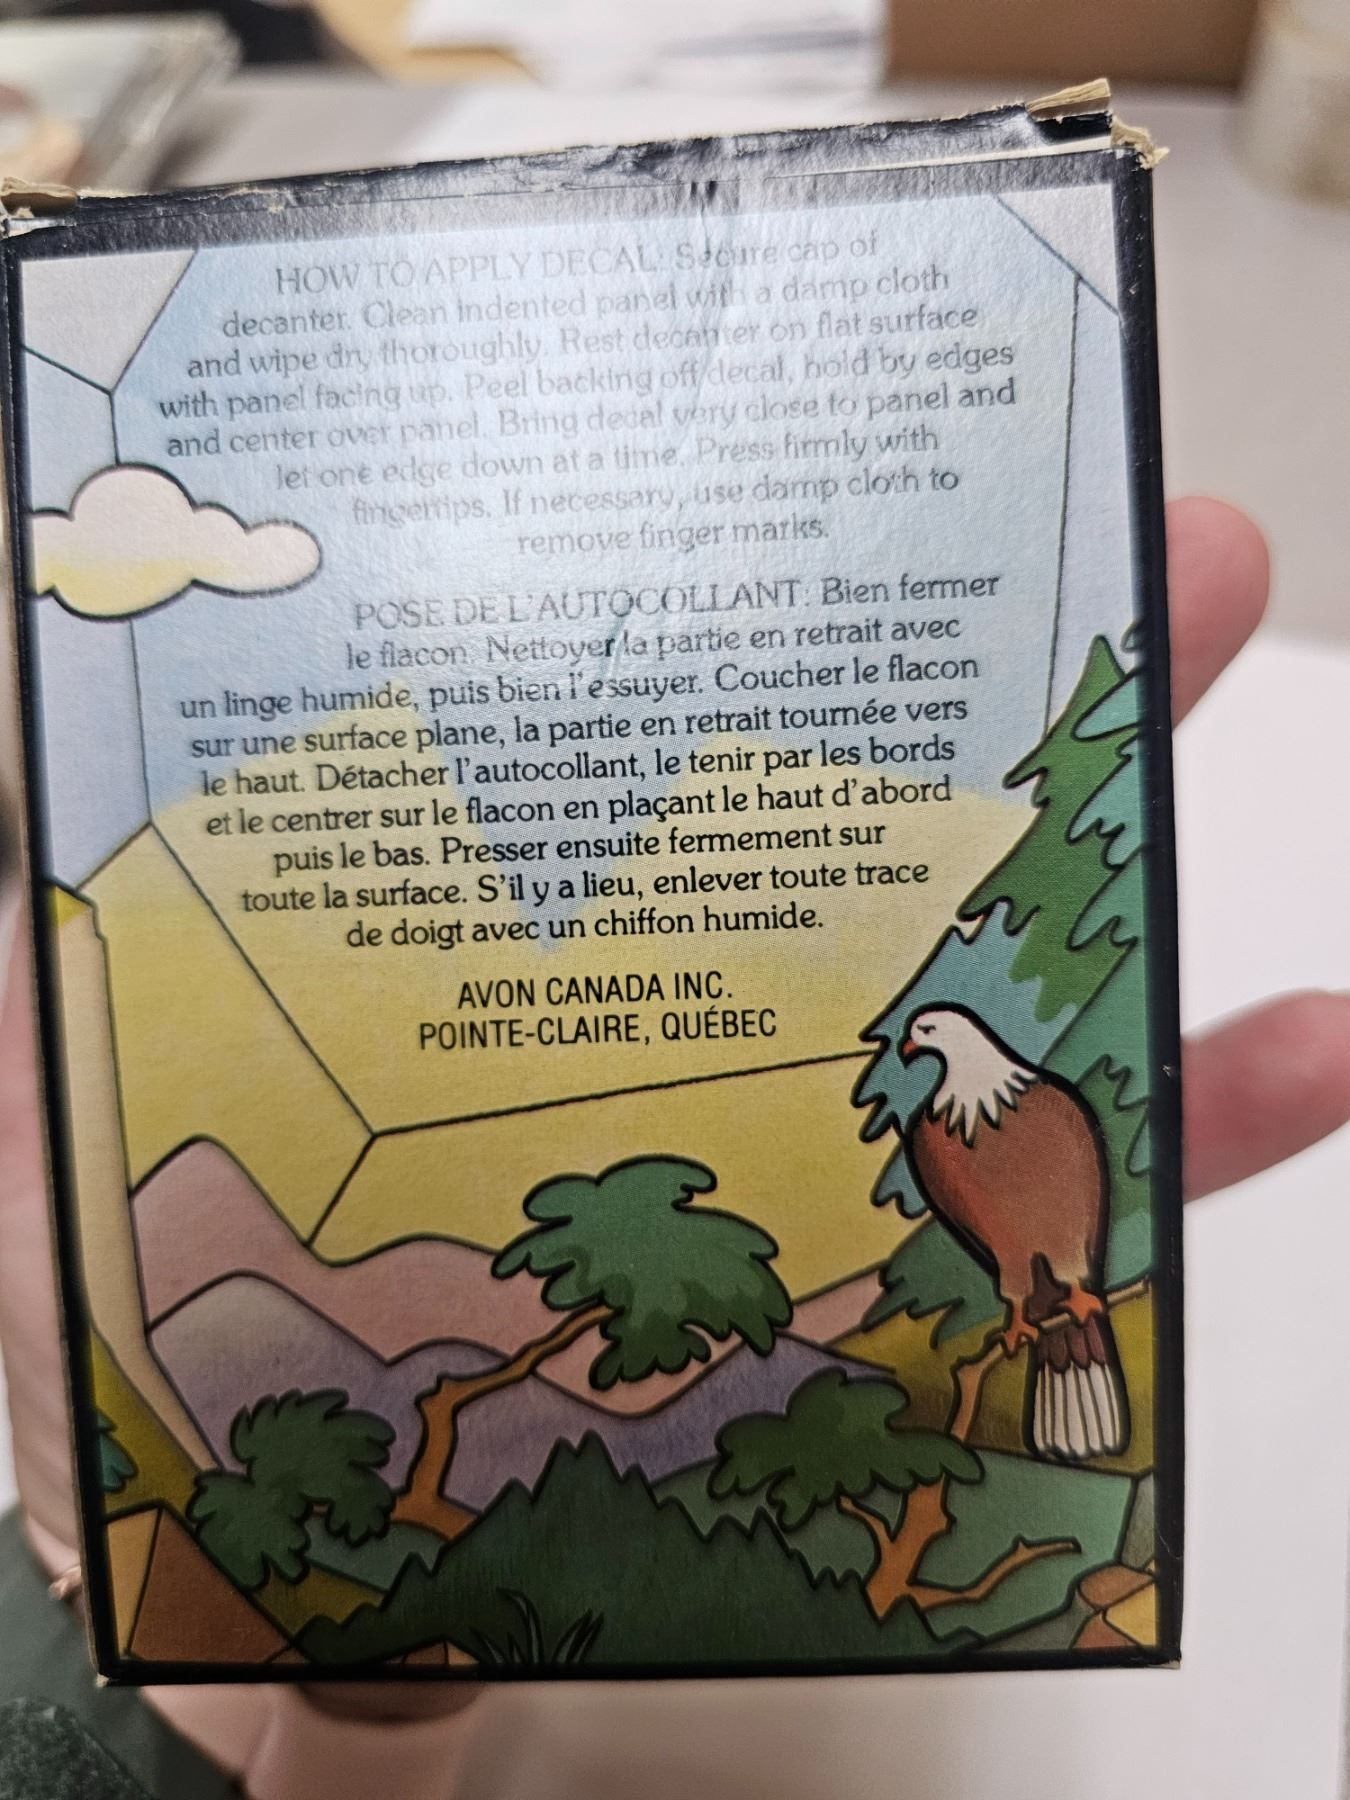 HOW TO APPLY DECAL: Secure cap of
decanter. Clean indented panel with a damp cloth
and wipe dry thoroughly. Rest decanter on flat surface
with panel facing up. Peel backing off decal, hold by edges
and center over panel. Bring decal very close to panel and
let one edge down at a time. Press firmly with
fingertips. If necessary, use damp cloth to
remove finger marks.
POSE DE L'AUTOCOLLANT: Bien fermer
le flacon. Nettoyer la partie en retrait avec
un linge humide, puis bien l'essuyer. Coucher le flacon
sur une surface plane, la partie en retrait tournée vers
le haut. Détacher l'autocollant, le tenir par les bords
et le centrer sur le flacon en plaçant le haut d'abord
puis le bas. Presser ensuite fermement sur
toute la surface. S'il y a lieu, enlever toute trace
de doigt avec un chiffon humide.
AVON CANADA INC.
POINTE-CLAIRE, QUÉBEC